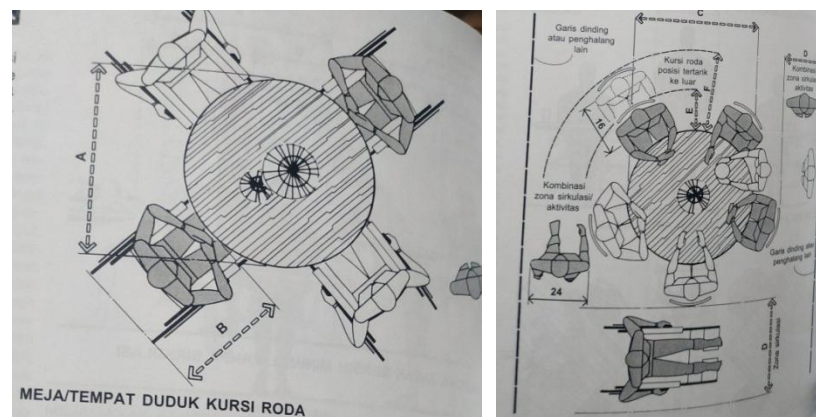 A
B
MEJA/TEMPAT DUDUK KURSI RODA
C
Garis dinding
atau penghalang
lain
Kursi roda
posisi tertarik
ke luar
D
Kombinasi
zona
aktivitas
E
F
16
Kombinasi
zona sirkulasi/
aktivitas
Garis dinding atau
penghalang lain
24
D
Zona sirkulasi